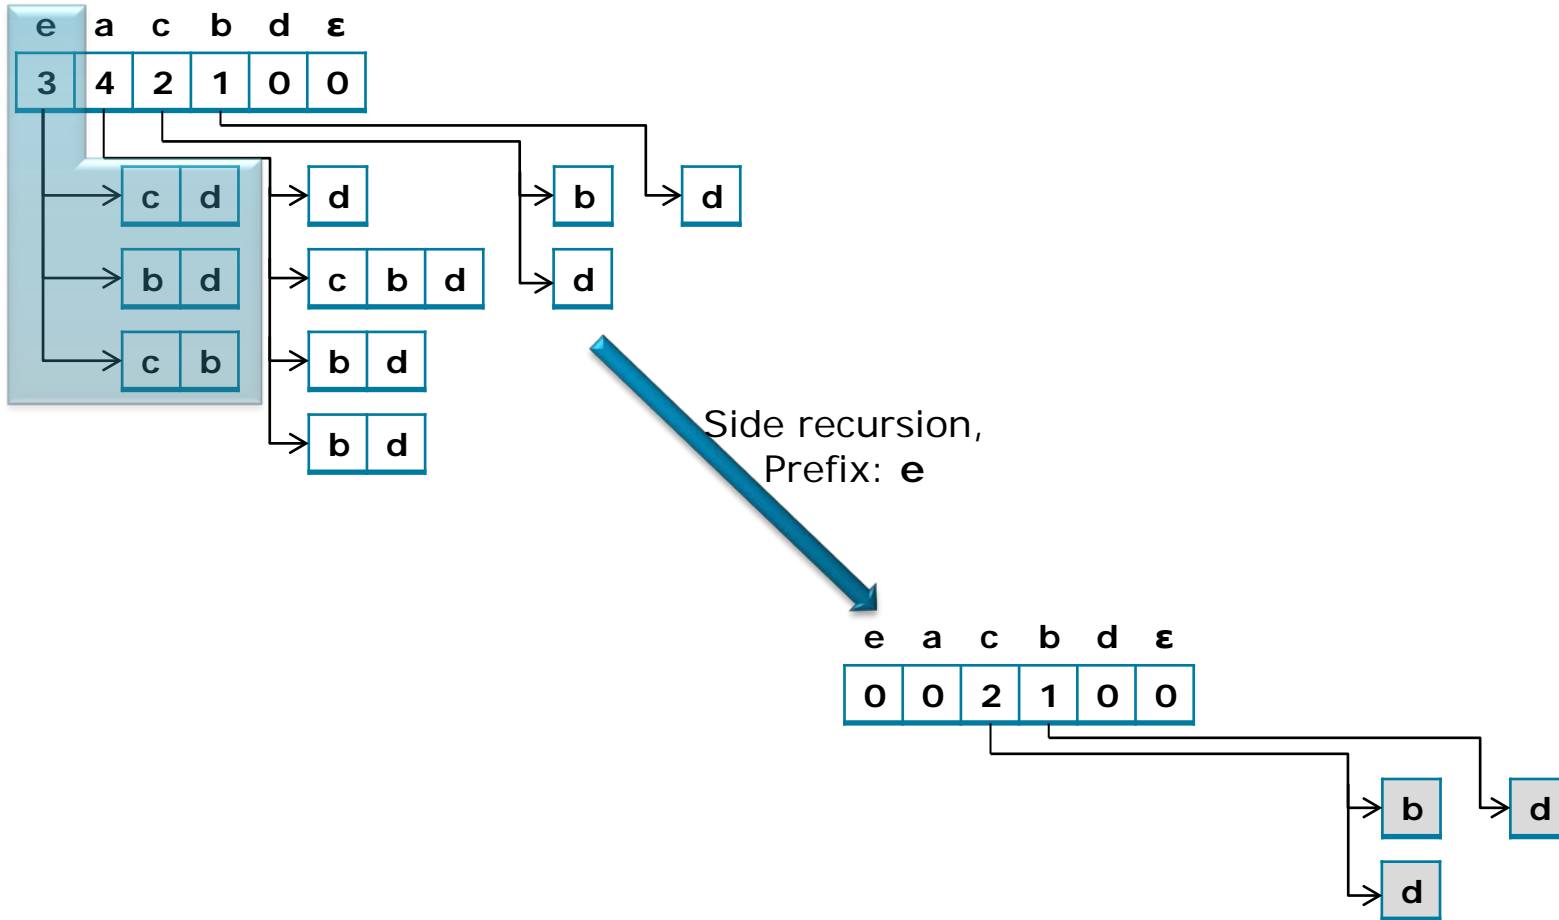 e a c b d ε
3 4 2 1 0 0
c d d b d
b d c b d d
c b b d
b d
Side recursion,
Prefix: e
e a c b d ε
0 0 2 1 0 0
b d
d